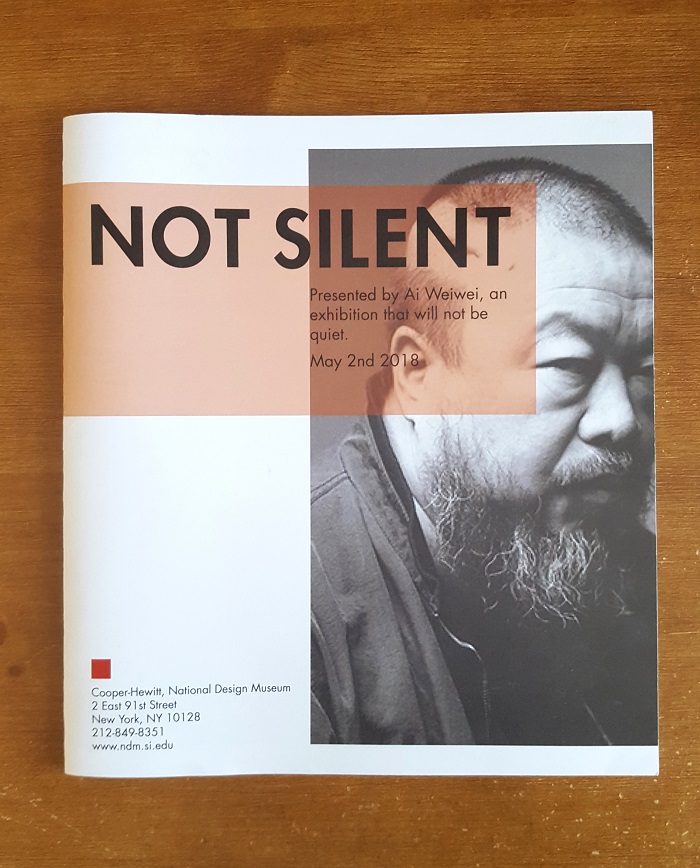 NOT SILENT
Presented by Ai Weiwei, an
exhibition that will not be
quiet.
May 2nd 2018
Cooper-Hewitt, National Design Museum
2 East 91st Street
New York, NY 10128
212-849-8351
www.ndm.si.edu